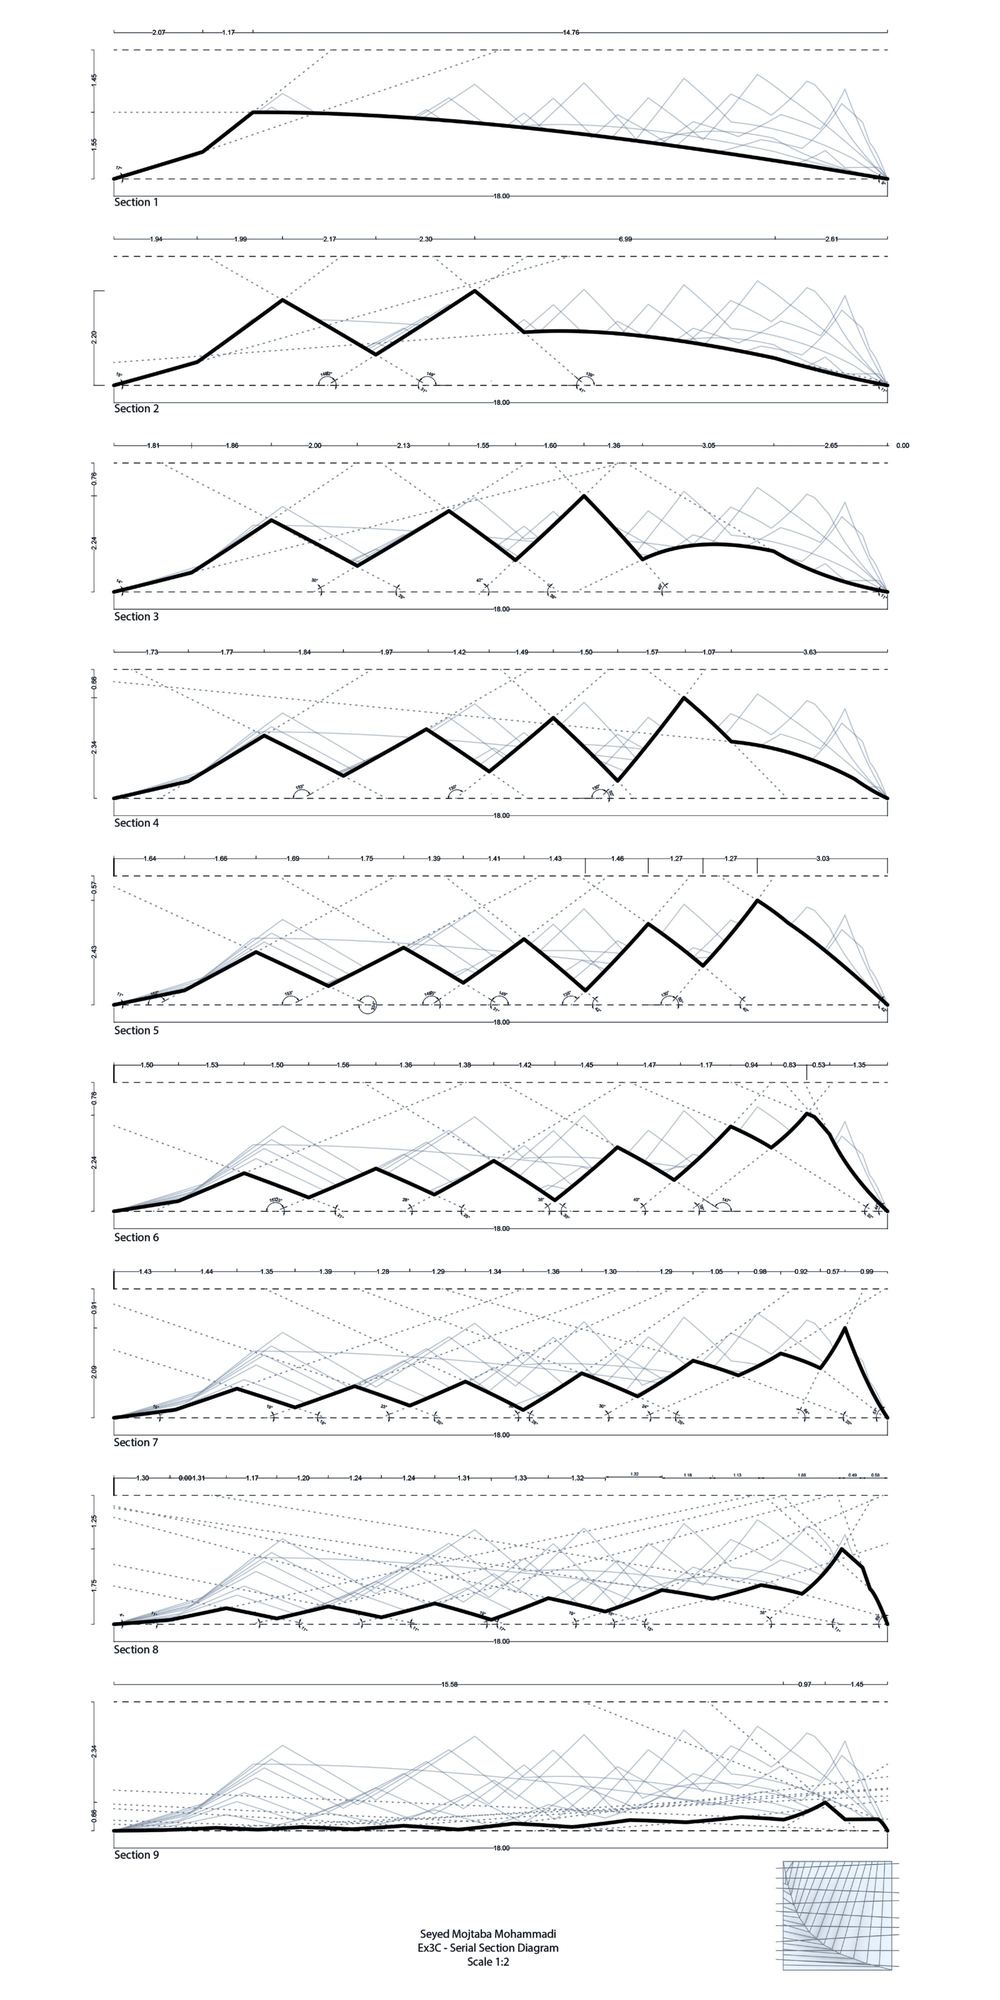 2.07 1.17 14.76
1.45
1.55
18.00
Section 1
1.94 1.99 2.17 2.30 6.99 2.61
2.20
18.00
Section 2
1.81 1.86 2.00 2.13 1.55 1.60 1.36 3.05 2.65 0.00
0.76
2.24
18.00
Section 3
1.73 1.77 1.84 1.97 1.42 1.49 1.50 1.57 1.07 3.63
0.66
2.34
18.00
Section 4
1.64 1.65 1.69 1.75 1.39 1.41 1.43 1.46 1.27 1.27 3.03
0.57
2.43
18.00
Section 5
1.50 1.53 1.50 1.56 1.36 1.38 1.42 1.45 1.47 1.17 0.94 0.83 0.53 1.35
0.76
2.24
18.00
Section 6
1.43 1.44 1.35 1.39 1.28 1.29 1.34 1.36 1.30 1.29 1.05 0.98 0.92 0.57 0.99
0.91
2.09
18.00
Section 7
1.30 0.00 1.31 1.17 1.20 1.24 1.24 1.31 1.33 1.32 1.18 1.13
1.25
1.75
18.00
Section 8
15.58 0.97 1.45
2.34
0.66
18.00
Section 9
Seyed Mojtaba Mohammadi
Ex3C - Serial Section Diagram
Scale 1:2